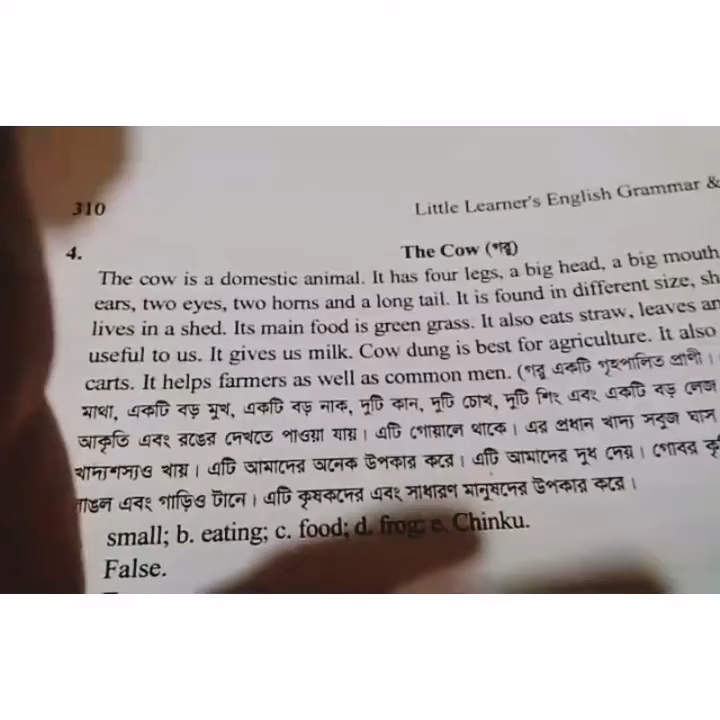 310
Little Learner's English Grammar &
4.
The Cow (গরু)
The cow is a domestic animal. It has four legs, a big head, a big mouth
ears, two eyes, two horns and a long tail. It is found in different size, sh
lives in a shed. Its main food is green grass. It also eats straw, leaves an
useful to us. It gives us milk. Cow dung is best for agriculture. It also
carts. It helps farmers as well as common men. (গরু একটি গৃহপালিত প্রাণী।
মাথা, একটি বড় মুখ, একটি বড় নাক, দুটি কান, দুটি চোখ, দুটি শিং এবং একটি বড় লেজ
আকৃতি এবং রঙের দেখতে পাওয়া যায়। এটি গোয়ালে থাকে। এর প্রধান খাদ্য সবুজ ঘাস
খাদ্যশস্যও খায়। এটি আমাদের অনেক উপকার করে। এটি আমাদের দুধ দেয়। গোবর কৃ
াঙল এবং গাড়িও টানে। এটি কৃষকদের এবং সাধারণ মানুষদের উপকার করে।
small; b. eating; c. food; d. frog; e. Chinku.
False.